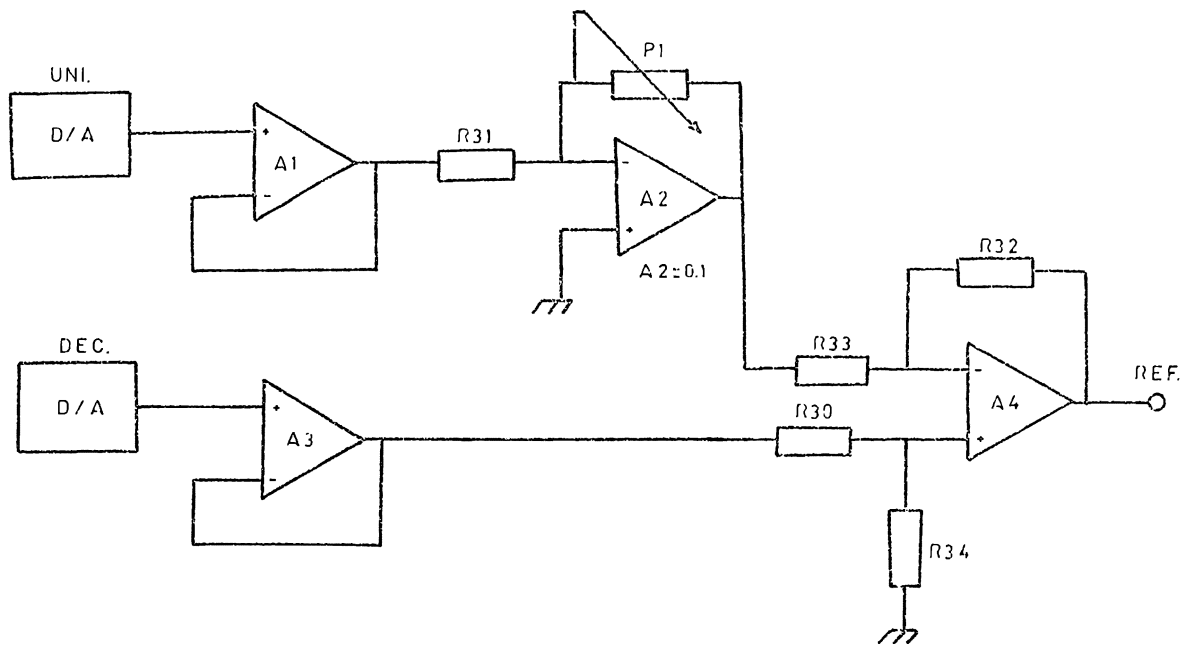 P1
UNI.
D/A
+
A1
-
R31
-
A2
+
A2=0.1
R32
DEC.
D/A
+
A3
-
R33
-
A4
+
REF.
R30
R34